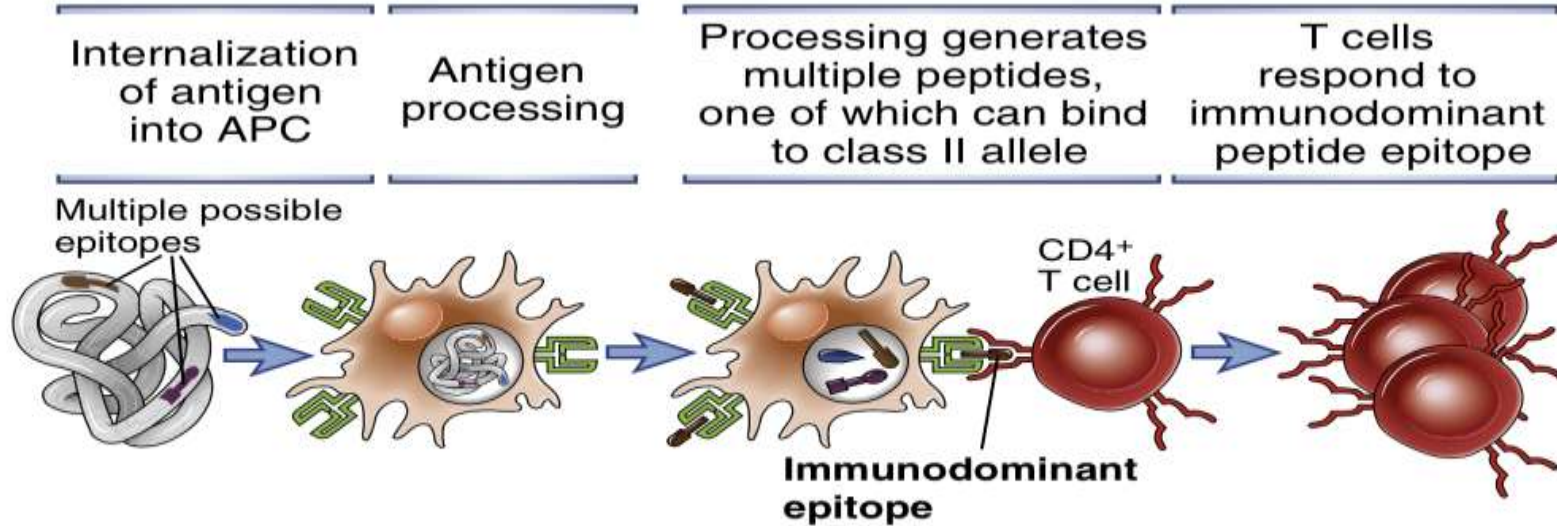 Internalization
of antigen
into APC
Antigen
processing
Processing generates
multiple peptides,
one of which can bind
to class II allele
T cells
respond to
immunodominant
peptide epitope
Multiple possible
epitopes
CD4+
T cell
Immunodominant
epitope